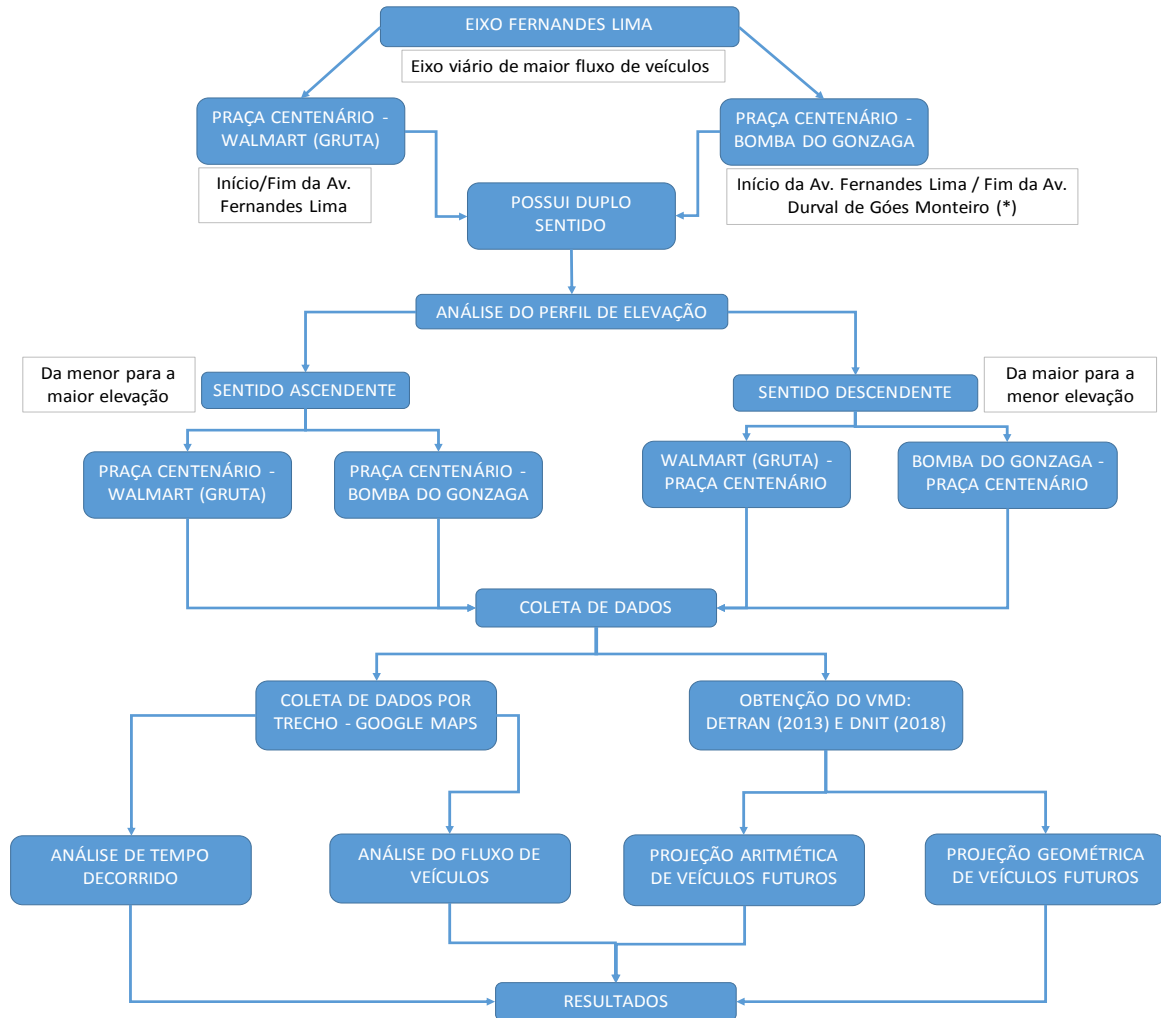 EIXO FERNANDES LIMA
Eixo viário de maior fluxo de veículos
PRAÇA CENTENÁRIO -
WALMART (GRUTA)
PRAÇA CENTENÁRIO -
BOMBA DO GONZAGA
Início/Fim da Av.
Fernandes Lima
Início da Av. Fernandes Lima / Fim da Av.
Durval de Góes Monteiro (*)
POSSUI DUPLO
SENTIDO
ANÁLISE DO PERFIL DE ELEVAÇÃO
Da menor para a
maior elevação
SENTIDO ASCENDENTE
SENTIDO DESCENDENTE
Da maior para a
menor elevação
PRAÇA CENTENÁRIO -
WALMART (GRUTA)
PRAÇA CENTENÁRIO -
BOMBA DO GONZAGA
WALMART (GRUTA) -
PRAÇA CENTENÁRIO
BOMBA DO GONZAGA -
PRAÇA CENTENÁRIO
COLETA DE DADOS
COLETA DE DADOS POR
TRECHO - GOOGLE MAPS
OBTENÇÃO DO VMD:
DETRAN (2013) E DNIT (2018)
ANÁLISE DE TEMPO
DECORRIDO
ANÁLISE DO FLUXO DE
VEÍCULOS
PROJEÇÃO ARITMÉTICA
DE VEÍCULOS FUTUROS
PROJEÇÃO GEOMÉTRICA
DE VEÍCULOS FUTUROS
RESULTADOS